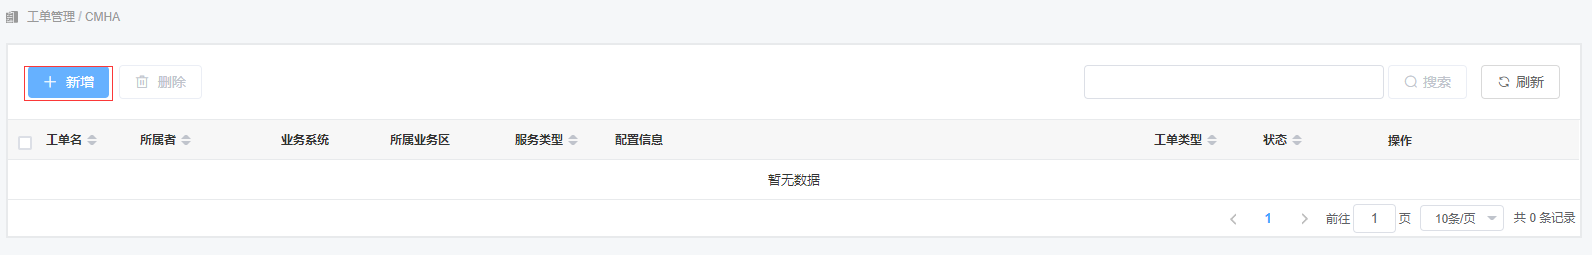 工单管理 / CMHA
新增 删除 搜索 刷新
工单名 所属者 业务系统 所属业务区 服务类型 配置信息 工单类型 状态 操作
暂无数据
1 前往 1 页 10条/页 共 0 条记录